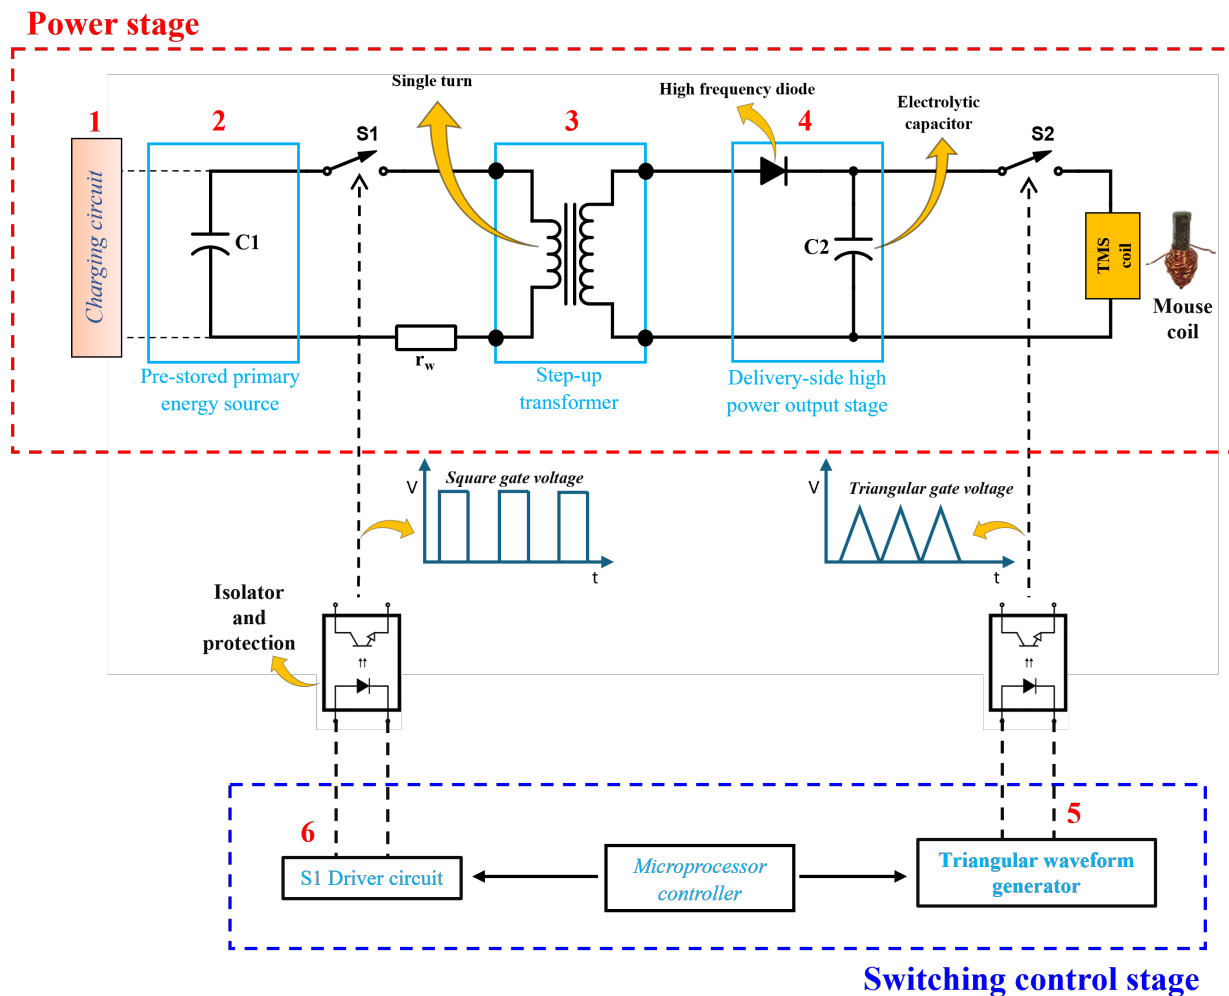 Power stage
Single turn
High frequency diode
Electrolytic
capacitor
1
2
S1
3
4
S2
Charging circuit
C1
C2
TMS
coil
Mouse
coil
r_w
Pre-stored primary
energy source
Step-up
transformer
Delivery-side high
power output stage
V
Square gate voltage
t
V
Triangular gate voltage
t
Isolator
and
protection
6
5
S1 Driver circuit
Microprocessor
controller
Triangular waveform
generator
Switching control stage